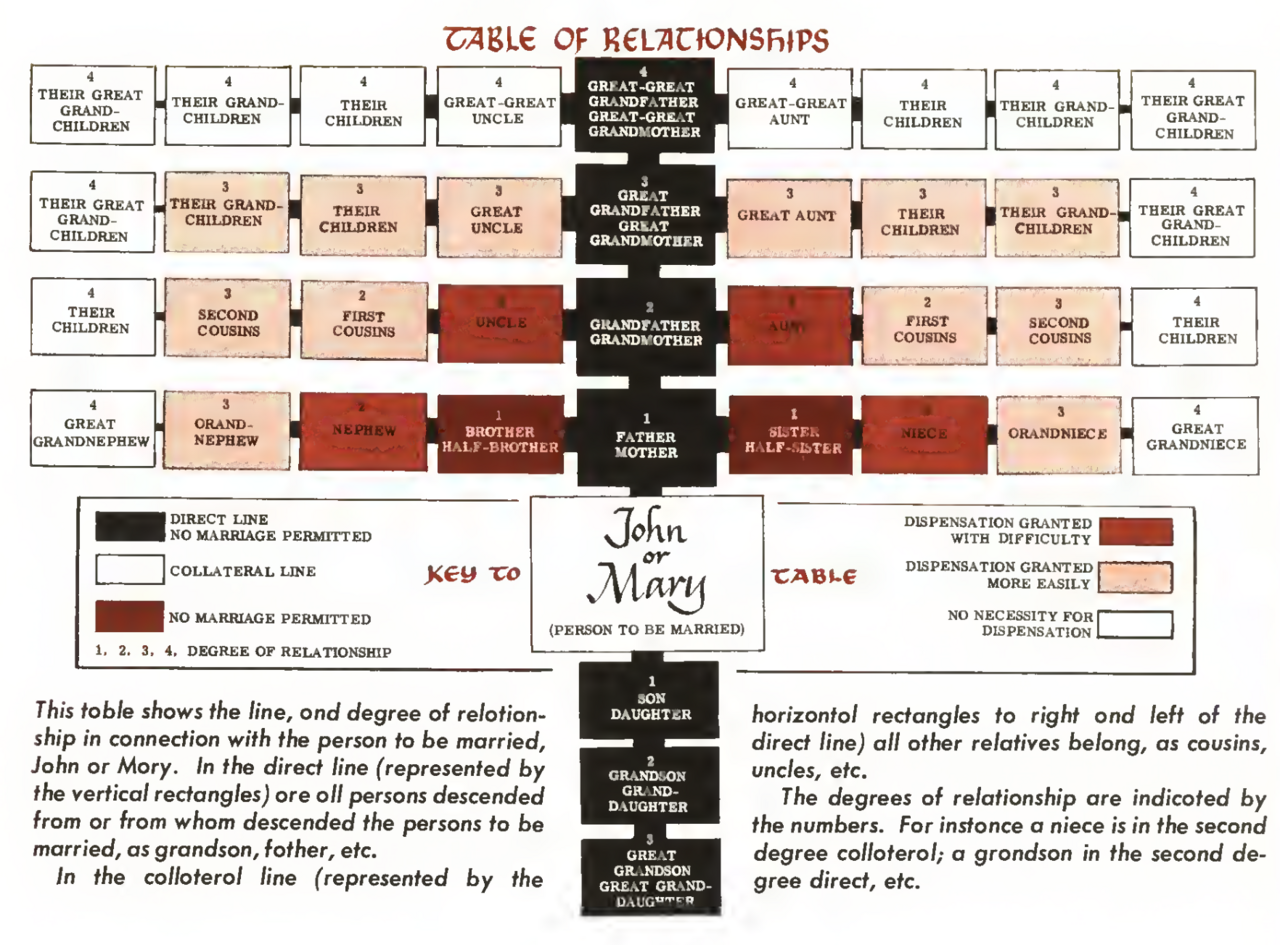 TABLE OF RELATIONSHIPS
4
THEIR GREAT
GRAND-
CHILDREN
4
THEIR GRAND-
CHILDREN
4
THEIR
CHILDREN
4
GREAT-GREAT
UNCLE
4
GREAT-GREAT
GRANDFATHER
GREAT-GREAT
GRANDMOTHER
4
GREAT-GREAT
AUNT
4
THEIR
CHILDREN
4
THEIR GRAND-
CHILDREN
4
THEIR GREAT
GRAND-
CHILDREN
4
THEIR GREAT
GRAND-
CHILDREN
3
THEIR GRAND-
CHILDREN
3
THEIR
CHILDREN
3
GREAT
UNCLE
3
GREAT
GRANDFATHER
GREAT
GRANDMOTHER
3
GREAT AUNT
3
THEIR
CHILDREN
3
THEIR GRAND-
CHILDREN
4
THEIR GREAT
GRAND-
CHILDREN
4
THEIR
CHILDREN
3
SECOND
COUSINS
2
FIRST
COUSINS
UNCLE
2
GRANDFATHER
GRANDMOTHER
AUNT
2
FIRST
COUSINS
3
SECOND
COUSINS
4
THEIR
CHILDREN
4
GREAT
GRANDNEPHEW
3
ORAND-
NEPHEW
2
NEPHEW
1
BROTHER
HALF-BROTHER
1
FATHER
MOTHER
1
SISTER
HALF-SISTER
NIECE
3
ORANDNIECE
4
GREAT
GRANDNIECE
DIRECT LINE
NO MARRIAGE PERMITTED
COLLATERAL LINE
NO MARRIAGE PERMITTED
1, 2, 3, 4, DEGREE OF RELATIONSHIP
KEY TO
John
or
Mary
(PERSON TO BE MARRIED)
TABLE
DISPENSATION GRANTED
WITH DIFFICULTY
DISPENSATION GRANTED
MORE EASILY
NO NECESSITY FOR
DISPENSATION
1
SON
DAUGHTER
2
GRANDSON
GRAND-
DAUGHTER
3
GREAT
GRANDSON
GREAT GRAND-
DAUGHTER
This toble shows the line, ond degree of relotion-
ship in connection with the person to be married,
John or Mory. In the direct line (represented by
the vertical rectangles) ore oll persons descended
from or from whom descended the persons to be
married, as grandson, fother, etc.
In the colloterol line (represented by the
horizontol rectangles to right ond left of the
direct line) all other relatives belong, as cousins,
uncles, etc.
The degrees of relationship are indicoted by
the numbers. For instonce a niece is in the second
degree colloterol; a grondson in the second de-
gree direct, etc.